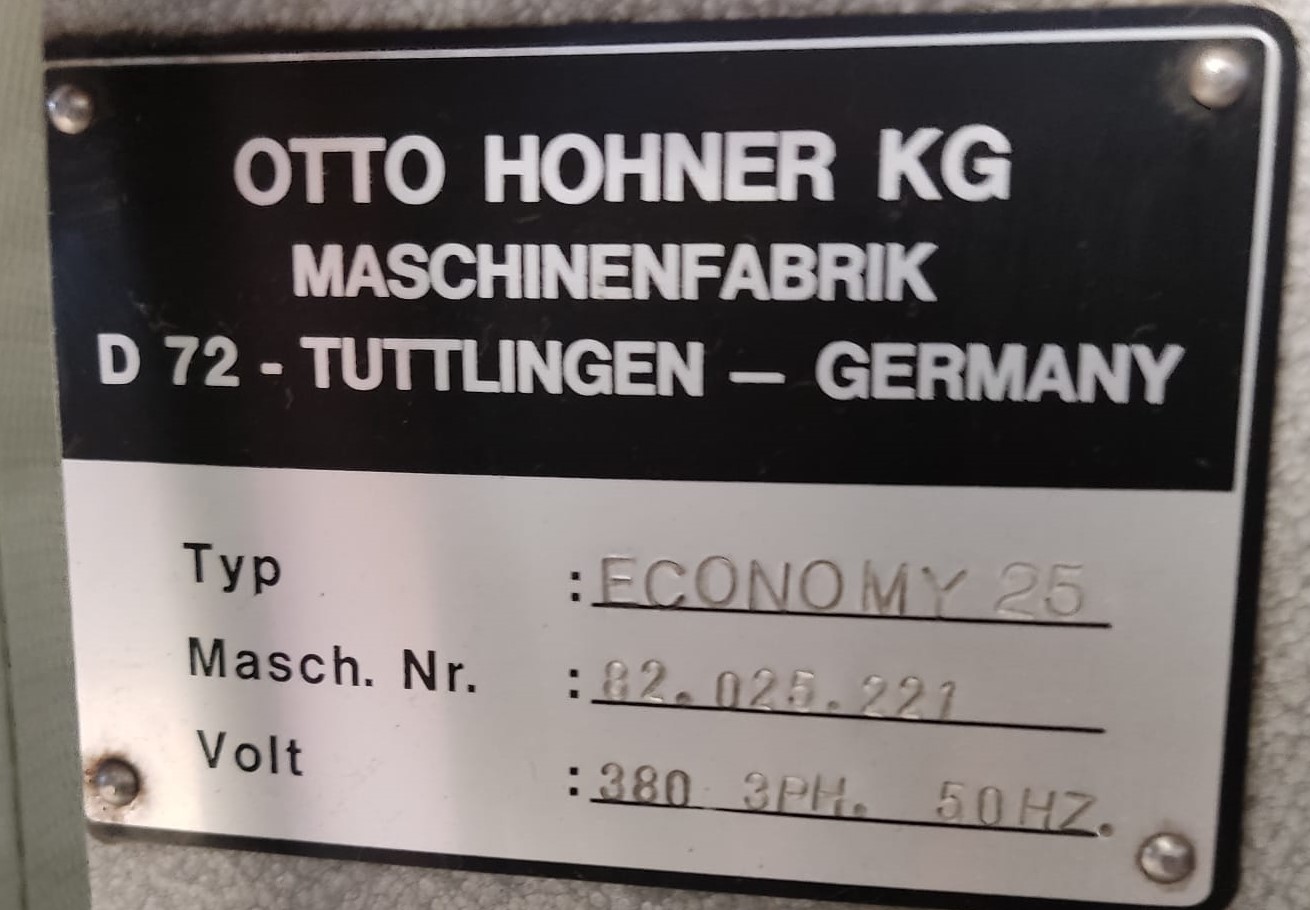 OTTO HOHNER KG
MASCHINENFABRIK
D 72 - TUTTLINGEN — GERMANY
Typ : ECONOMY 25
Masch. Nr. : 82.025.221
Volt : 380 3PH. 50HZ.